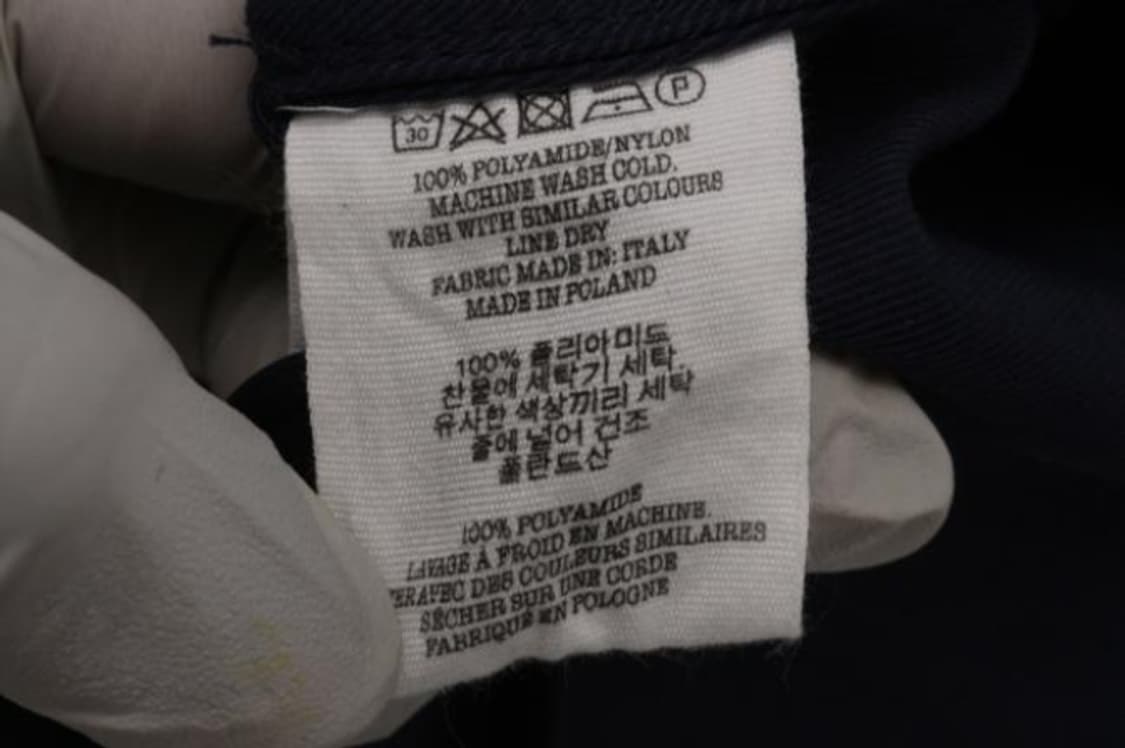 30 P
100% POLYAMIDE/NYLON
MACHINE WASH COLD.
WASH WITH SIMILAR COLOURS
LINE DRY
FABRIC MADE IN: ITALY
MADE IN POLAND
100% 폴리아미드
찬물에 세탁기 세탁.
유사한 색상끼리 세탁
줄에 널어 건조
폴란드산
100% POLYAMIDE
LAVAGE À FROID EN MACHINE.
AVEC DES COULEURS SIMILAIRES
SÉCHER SUR UNE CORDE
FABRIQUÉ EN POLOGNE